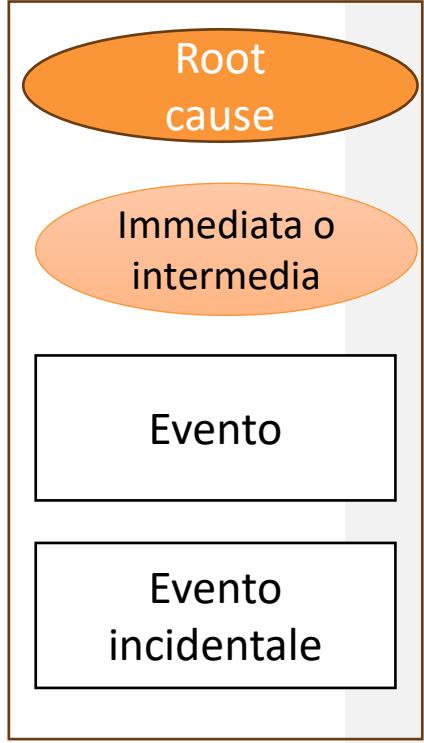 Root
cause
Immediata o
intermedia
Evento
Evento
incidentale